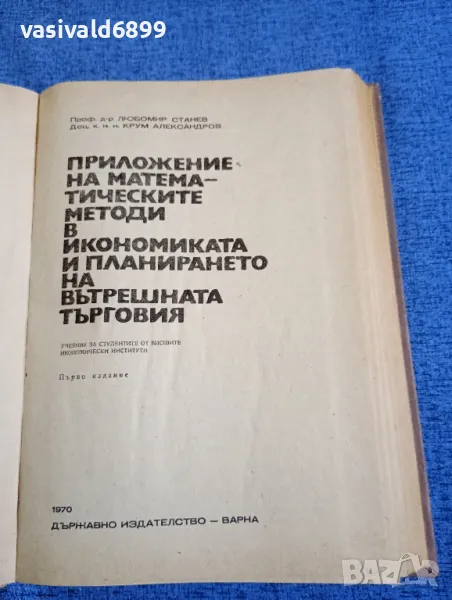 vasivald6899
Проф. д-р ЛЮБОМИР СТАНЕВ
Доц. к. и. н. КРУМ АЛЕКСАНДРОВ
ПРИЛОЖЕНИЕ
НА МАТЕМА-
ТИЧЕСКИТЕ
МЕТОДИ
В
ИКОНОМИКАТА
И ПЛАНИРАНЕТО
НА
ВЪТРЕШНАТА
ТЪРГОВИЯ
УЧЕБНИК ЗА СТУДЕНТИТЕ ОТ ВИСШИТЕ
ИКОНОМИЧЕСКИ ИНСТИТУТИ
Първо издание
1970
ДЪРЖАВНО ИЗДАТЕЛСТВО — ВАРНА
BAZAR